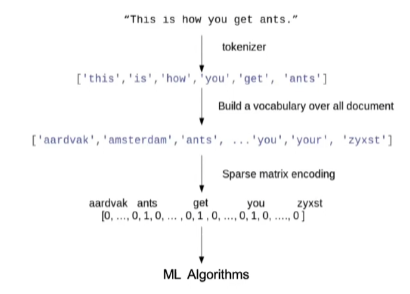 "This is how you get ants."
tokenizer
['this','is','how','you','get', 'ants']
Build a vocabulary over all document
['aardvak','amsterdam','ants', ...'you','your', 'zyxst']
Sparse matrix encoding
aardvak ants get you zyxst
[0, ..., 0, 1, 0, ... , 0, 1 , 0, ..., 0, 1, 0, ...., 0 ]
ML Algorithms